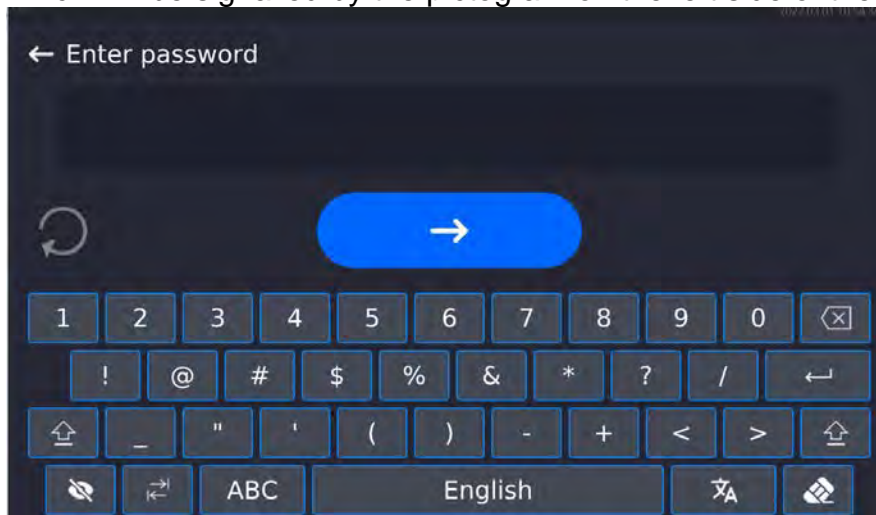 ← Enter password
→
1 2 3 4 5 6 7 8 9 0
! @ # $ % & * ? /
_ " ' ( ) - + < >
ABC English